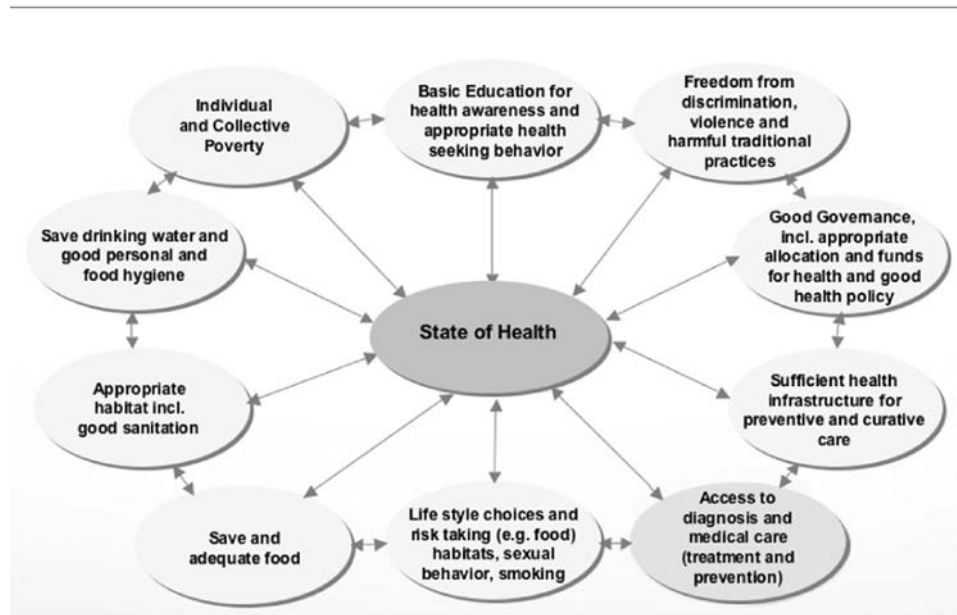 Individual
and Collective
Poverty
Basic Education for
health awareness and
appropriate health
seeking behavior
Freedom from
discrimination,
violence and
harmful traditional
practices
Save drinking water and
good personal and
food hygiene
Good Governance,
incl. appropriate
allocation and funds
for health and good
health policy
State of Health
Appropriate
habitat incl.
good sanitation
Sufficient health
infrastructure for
preventive and curative
care
Save and
adequate food
Life style choices and
risk taking (e.g. food)
habitats, sexual
behavior, smoking
Access to
diagnosis and
medical care
(treatment and
prevention)